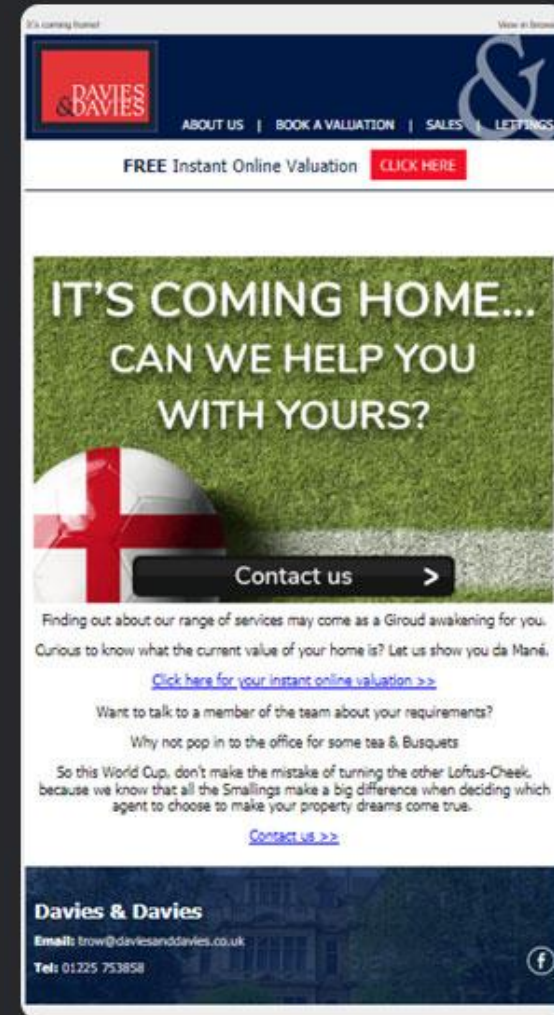 It's coming home!
View in brows
&
DAVIES
&DAVIES
ABOUT US | BOOK A VALUATION | SALES | LETTINGS
FREE Instant Online Valuation CLICK HERE
IT'S COMING HOME...
CAN WE HELP YOU
WITH YOURS?
Contact us >
Finding out about our range of services may come as a Giroud awakening for you.
Curious to know what the current value of your home is? Let us show you da Mané.
Click here for your instant online valuation >>
Want to talk to a member of the team about your requirements?
Why not pop in to the office for some tea & Busquets
So this World Cup, don't make the mistake of turning the other Loftus-Cheek,
because we know that all the Smallings make a big difference when deciding which
agent to choose to make your property dreams come true.
Contact us >>
Davies & Davies
Email: trow@daviesanddavies.co.uk
Tel: 01225 753858
f